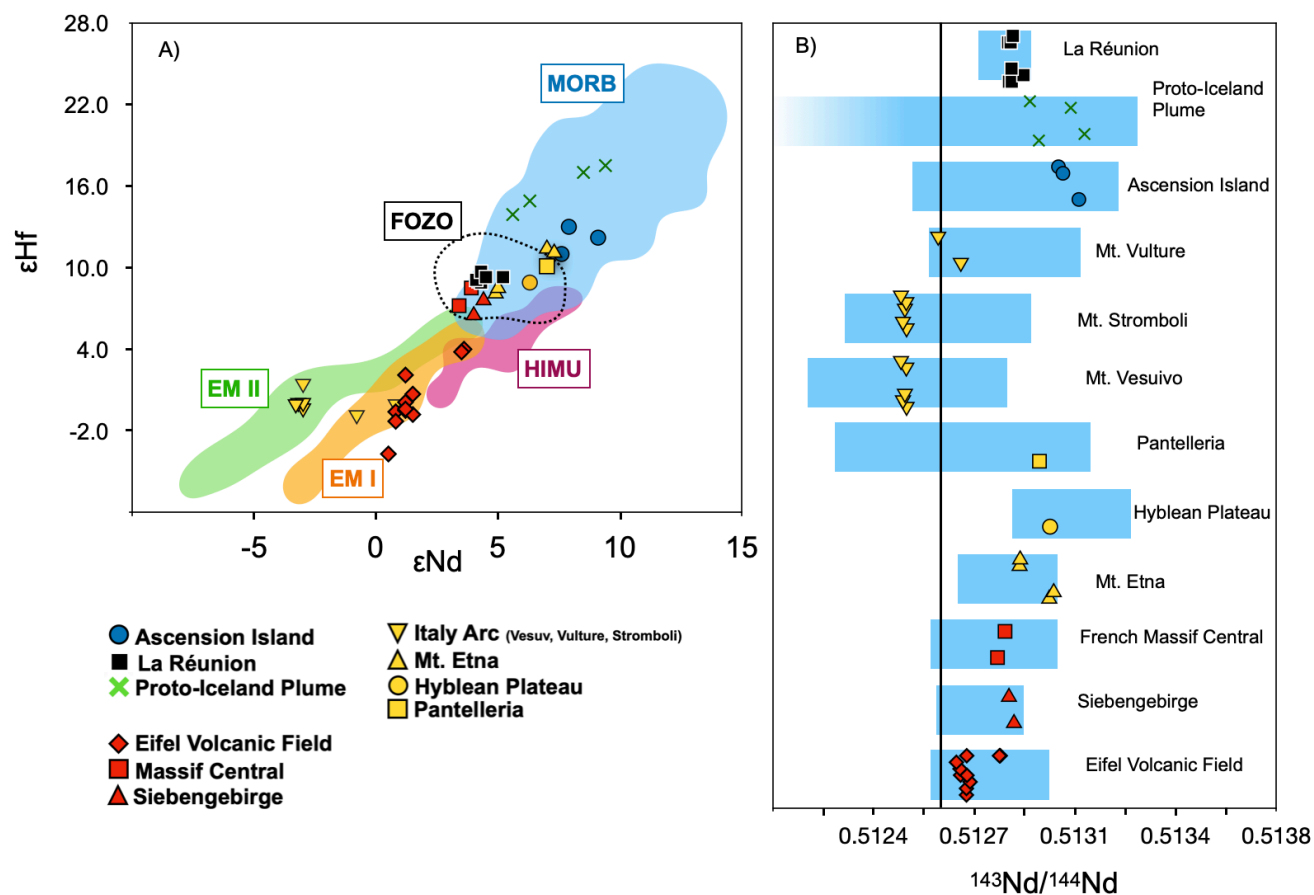 28.0
22.0
16.0
10.0
4.0
-2.0
εHf
A)
MORB
FOZO
HIMU
EM II
EM I
-5
0
5
10
15
εNd
Ascension Island
La Réunion
Proto-Iceland Plume
Eifel Volcanic Field
Massif Central
Siebengebirge
Italy Arc (Vesuv, Vulture, Stromboli)
Mt. Etna
Hyblean Plateau
Pantelleria
B)
La Réunion
Proto-Iceland
Plume
Ascension Island
Mt. Vulture
Mt. Stromboli
Mt. Vesuivo
Pantelleria
Hyblean Plateau
Mt. Etna
French Massif Central
Siebengebirge
Eifel Volcanic Field
0.5124
0.5127
0.5131
0.5134
0.5138
¹⁴³Nd/¹⁴⁴Nd